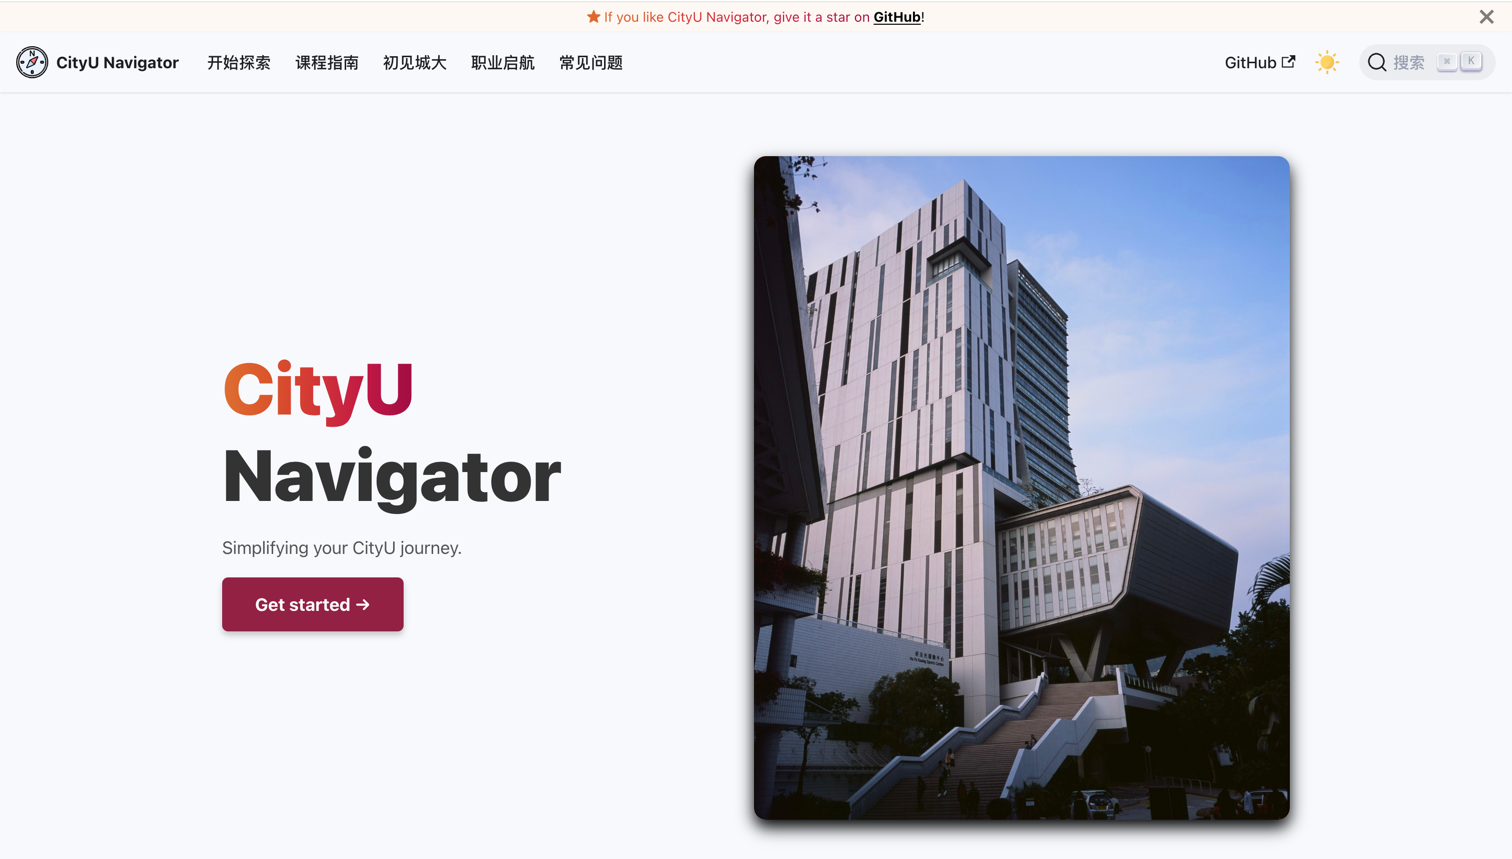 ⭐ If you like CityU Navigator, give it a star on GitHub!
N
CityU Navigator 开始探索 课程指南 初见城大 职业启航 常见问题 GitHub 搜索 ⌘ K
CityU
Navigator
Simplifying your CityU journey.
Get started →